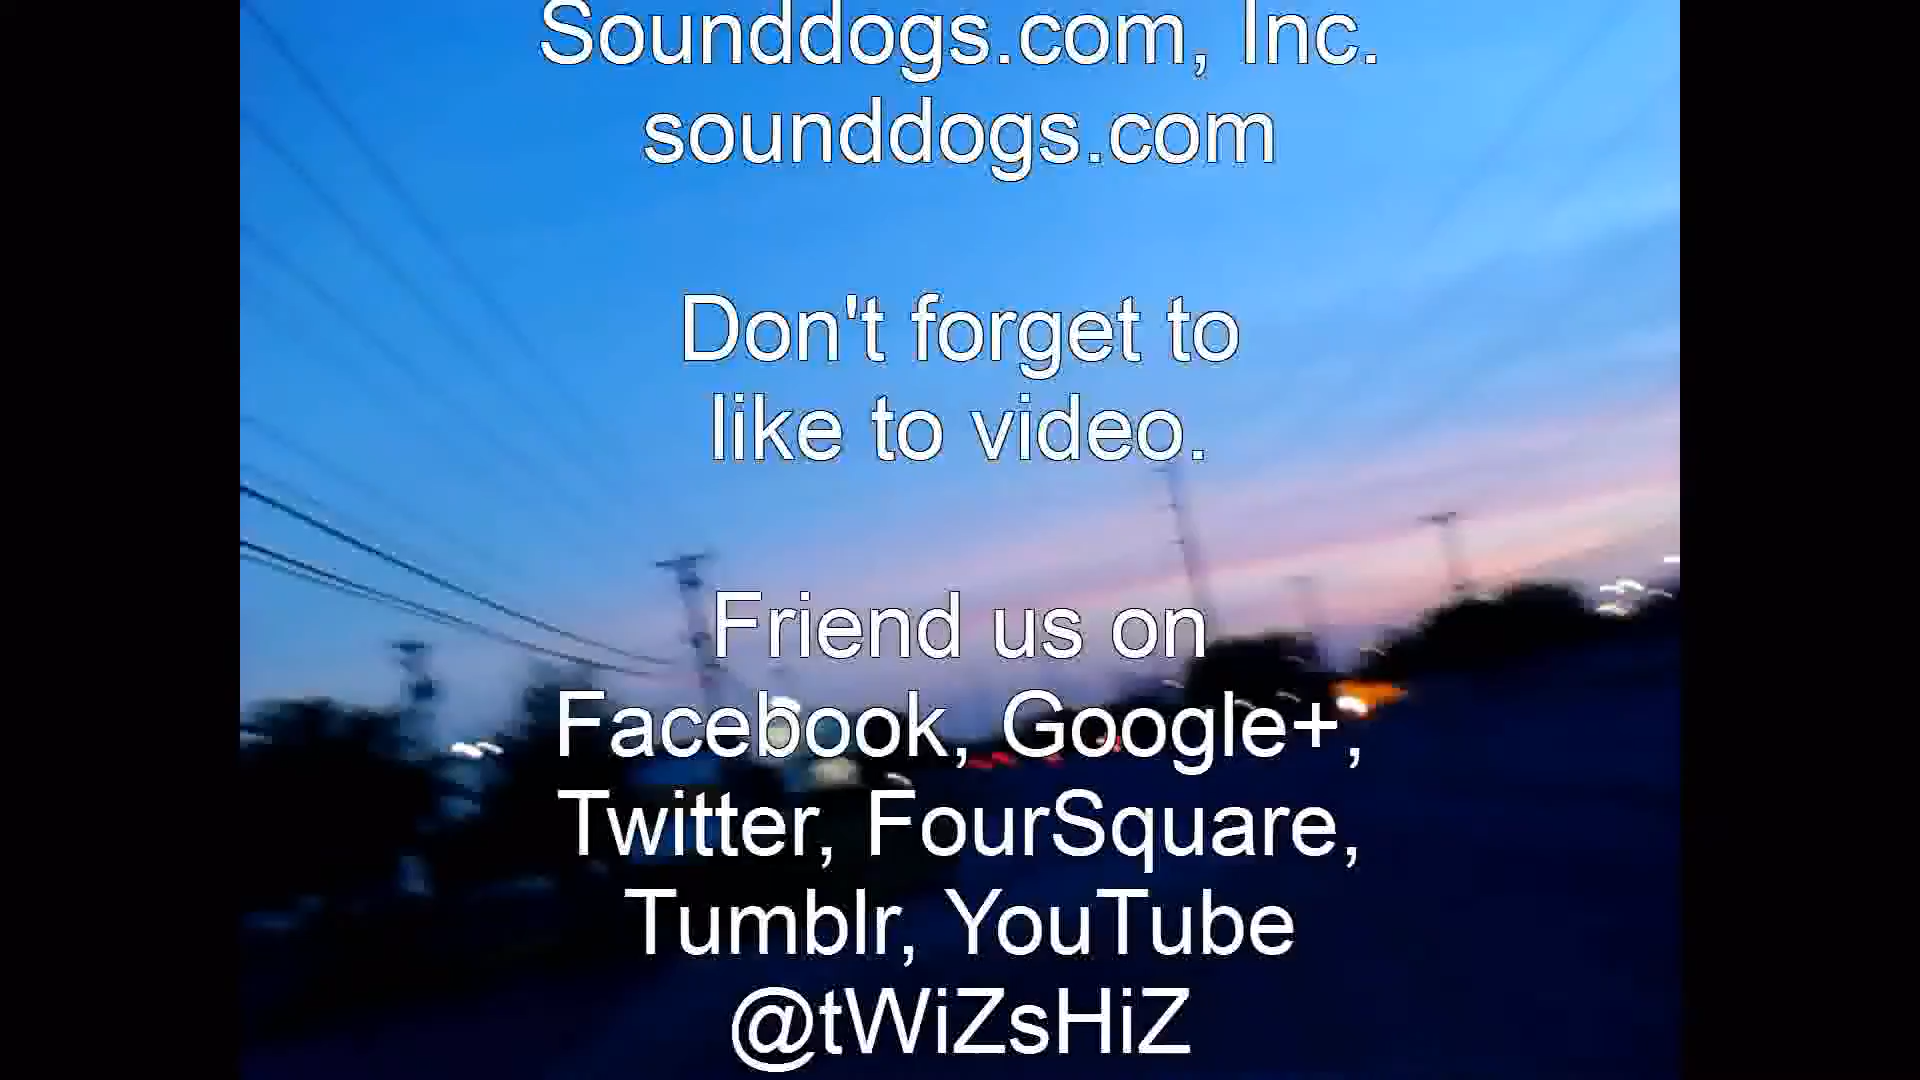 Sounddogs.com, Inc.
sounddogs.com
Don't forget to
like to video.
Friend us on
Facebook, Google+,
Twitter, FourSquare,
Tumblr, YouTube
@tWiZsHiZ